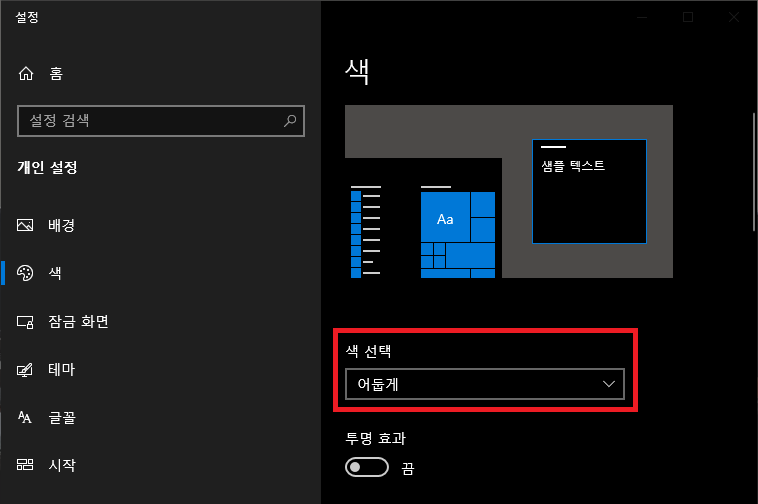 설정
홈
설정 검색
개인 설정
배경
색
잠금 화면
테마
글꼴
시작
색
샘플 텍스트
Aa
색 선택
어둡게
투명 효과
끔